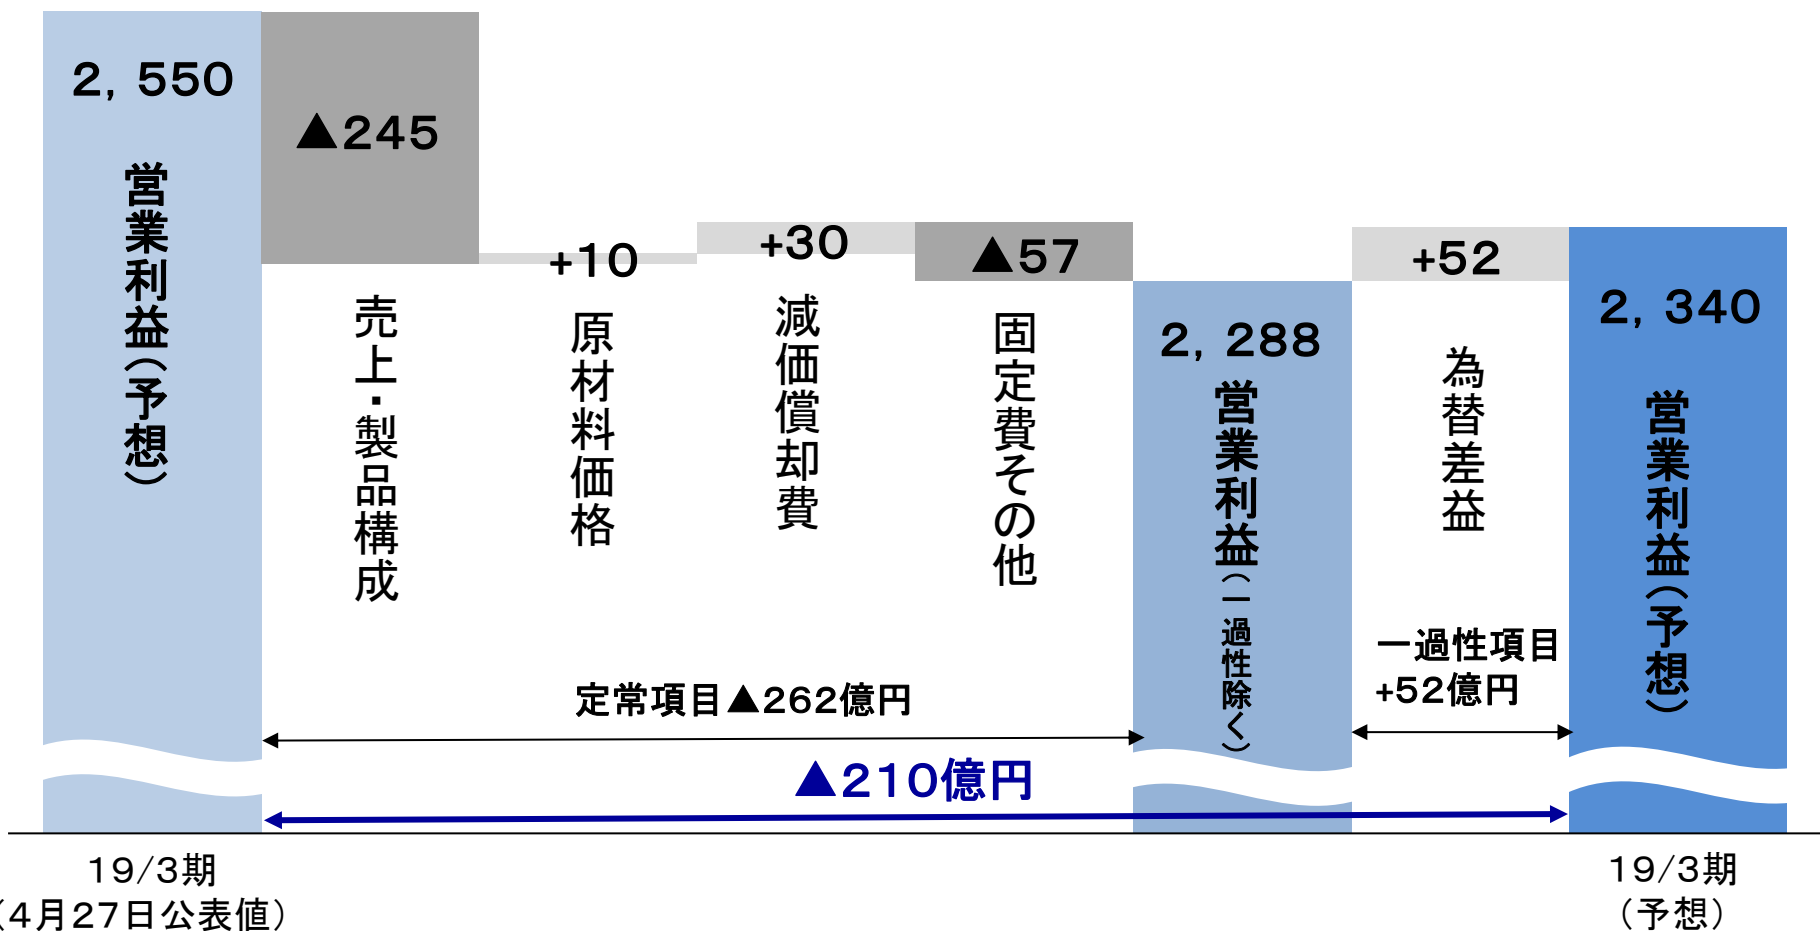 2，550
営業利益（予想）
▲245
売上・製品構成
+10
原材料価格
+30
減価償却費
▲57
固定費その他
2，288
営業利益（一過性除く）
+52
為替差益
2，340
営業利益（予想）
定常項目▲262億円
一過性項目
+52億円
▲210億円
19/3期
（4月27日公表値）
19/3期
（予想）